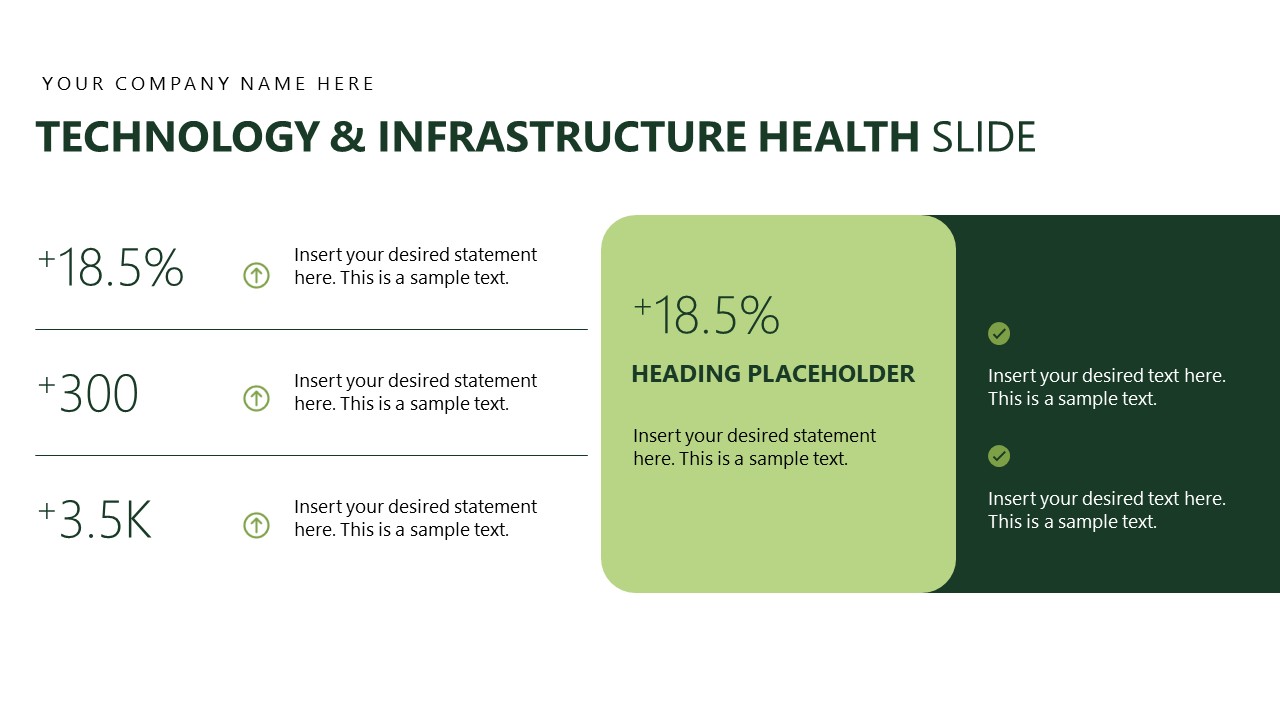 YOUR COMPANY NAME HERE
TECHNOLOGY & INFRASTRUCTURE HEALTH SLIDE
+18.5%
Insert your desired statement
here. This is a sample text.
+300
Insert your desired statement
here. This is a sample text.
+3.5K
Insert your desired statement
here. This is a sample text.
+18.5%
HEADING PLACEHOLDER
Insert your desired statement
here. This is a sample text.
Insert your desired text here.
This is a sample text.
Insert your desired text here.
This is a sample text.